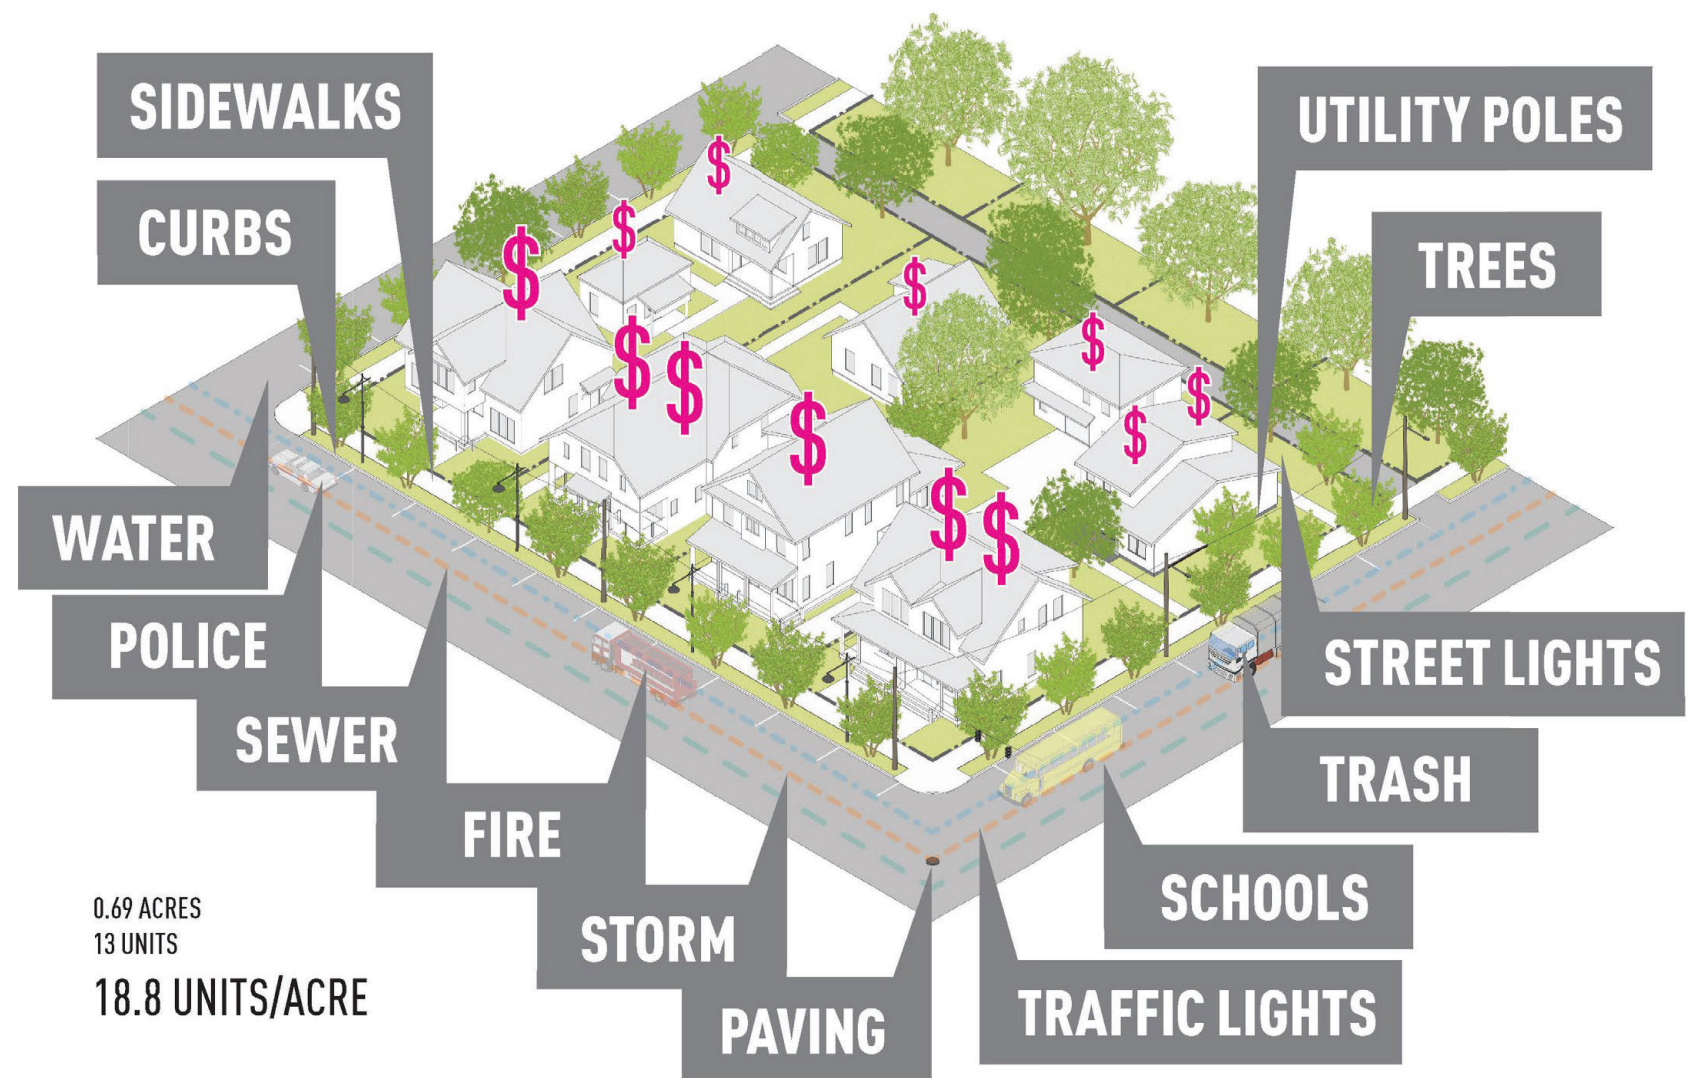 SIDEWALKS
UTILITY POLES
CURBS
TREES
WATER
POLICE
STREET LIGHTS
SEWER
TRASH
FIRE
SCHOOLS
STORM
TRAFFIC LIGHTS
PAVING
0.69 ACRES
13 UNITS
18.8 UNITS/ACRE
$
$
$
$
$
$
$
$
$
$
$
$